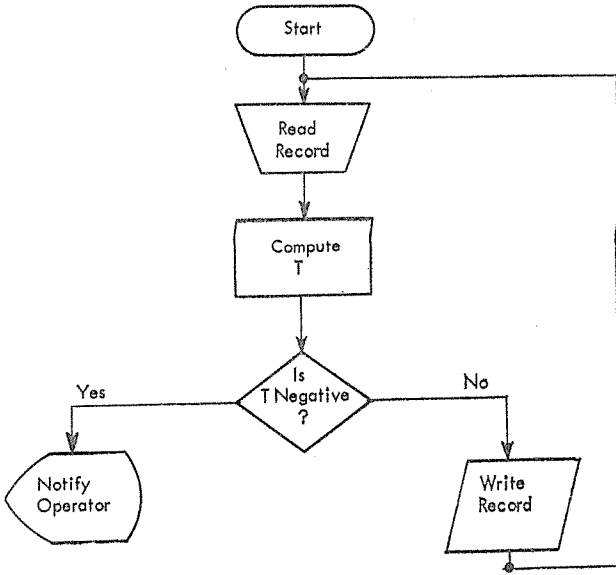 Start
Read
Record
Compute
T
Is
T Negative
?
Yes
No
Notify
Operator
Write
Record